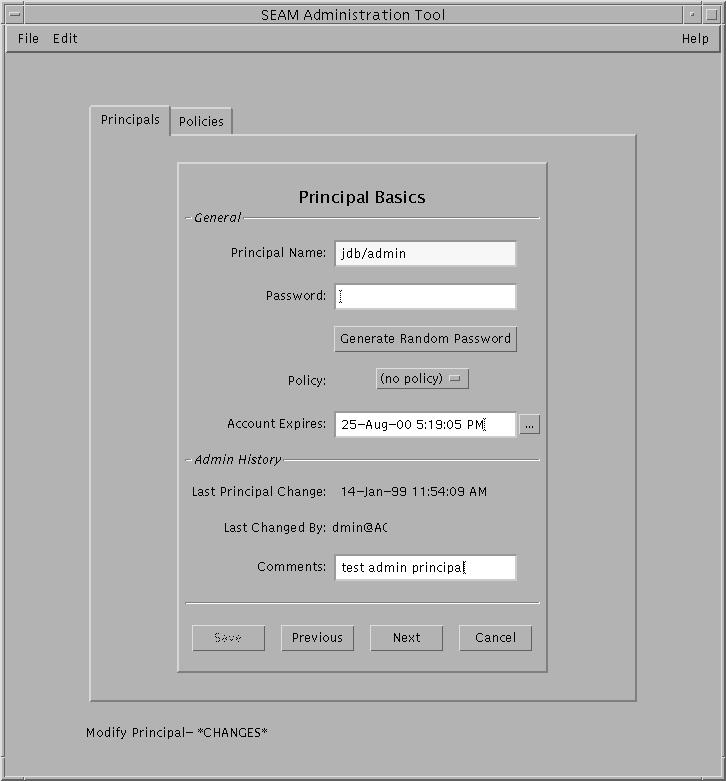 SEAM Administration Tool
File Edit Help
Principals Policies
Principal Basics
General
Principal Name: jdb/admin
Password:
Generate Random Password
Policy: (no policy)
Account Expires: 25-Aug-00 5:19:05 PM ...
Admin History
Last Principal Change: 14-Jan-99 11:54:09 AM
Last Changed By: dmin@AC
Comments: test admin principal
Save Previous Next Cancel
Modify Principal- *CHANGES*